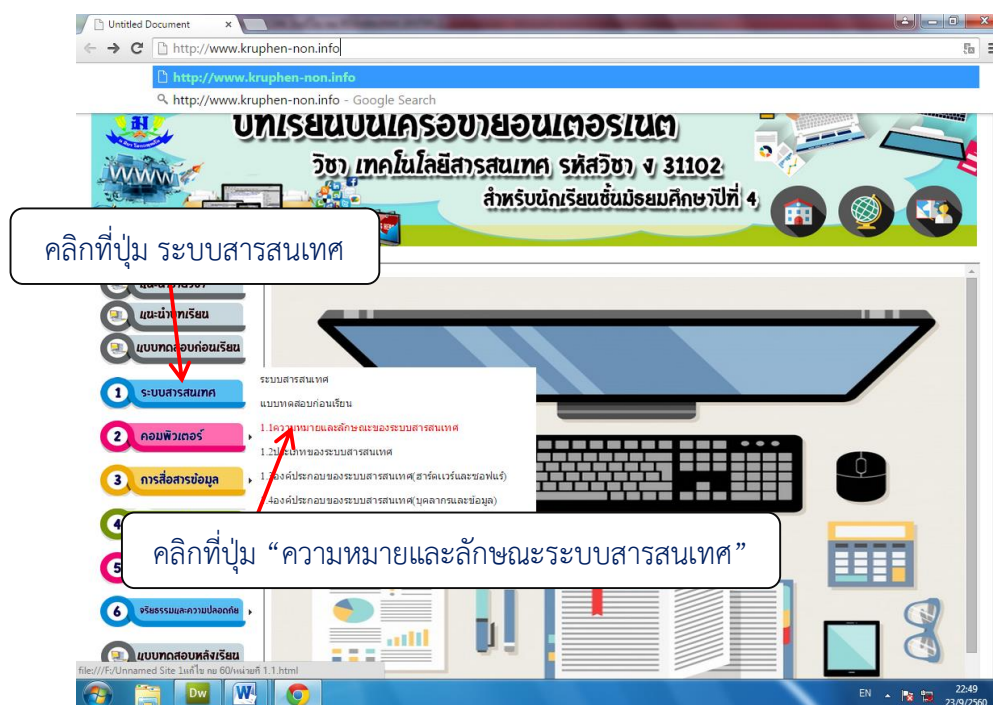 Untitled Document
http://www.kruphen-non.info
http://www.kruphen-non.info
http://www.kruphen-non.info - Google Search
บทเรียนบนเครือข่ายอินเตอร์เน็ต
วิชา เทคโนโลยีสารสนเทศ รหัสวิชา ง 31102
สำหรับนักเรียนชั้นมัธยมศึกษาปีที่ 4
WWW
คลิกที่ปุ่ม ระบบสารสนเทศ
แนะนำบทเรียน
แบบทดสอบก่อนเรียน
1 ระบบสารสนเทศ
ระบบสารสนเทศ
แบบทดสอบก่อนเรียน
2 คอมพิวเตอร์
1.1ความหมายและลักษณะของระบบสารสนเทศ
1.2ประเภทของระบบสารสนเทศ
3 การสื่อสารข้อมูล
1.3องค์ประกอบของระบบสารสนเทศ(ฮาร์ดแวร์และซอฟแร์)
.4องค์ประกอบของระบบสารสนเทศ(บุคลากรและข้อมูล)
4
คลิกที่ปุ่ม “ความหมายและลักษณะระบบสารสนเทศ”
5
6 จริยธรรมและความปลอดภัย
แบบทดสอบหลังเรียน
file:///F:/Unnamed Site 1แก้ไข กย 60/หน่วยที่ 1.1.html
Dw
W
EN
22:49
23/9/2560